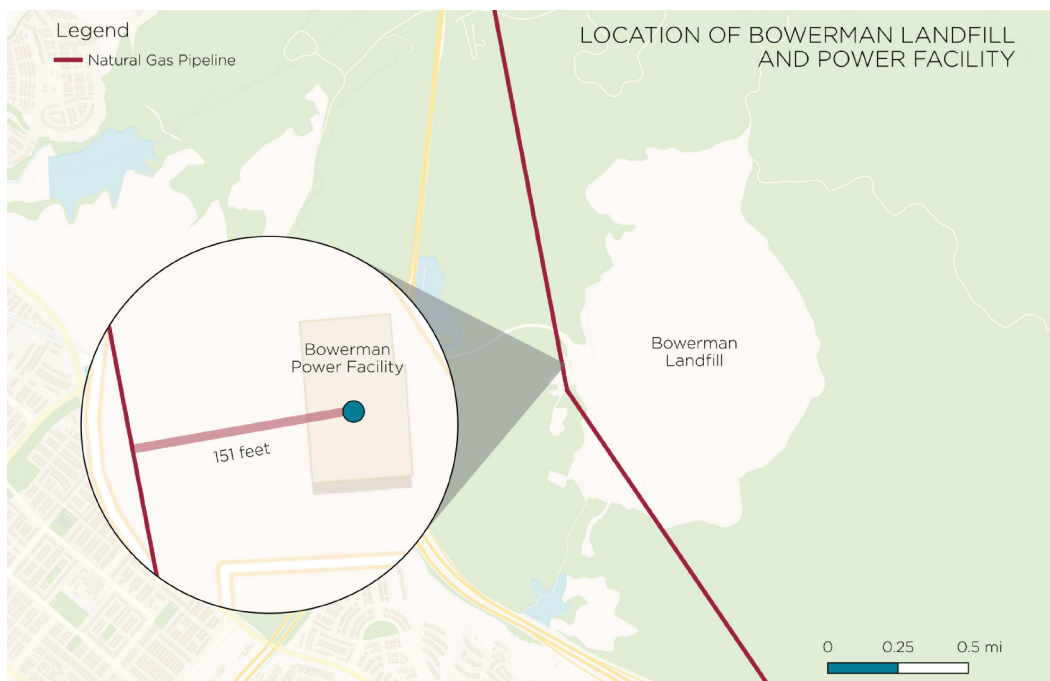 Legend
Natural Gas Pipeline
LOCATION OF BOWERMAN LANDFILL
AND POWER FACILITY
Bowerman
Power Facility
151 feet
Bowerman
Landfill
0 0.25 0.5 mi